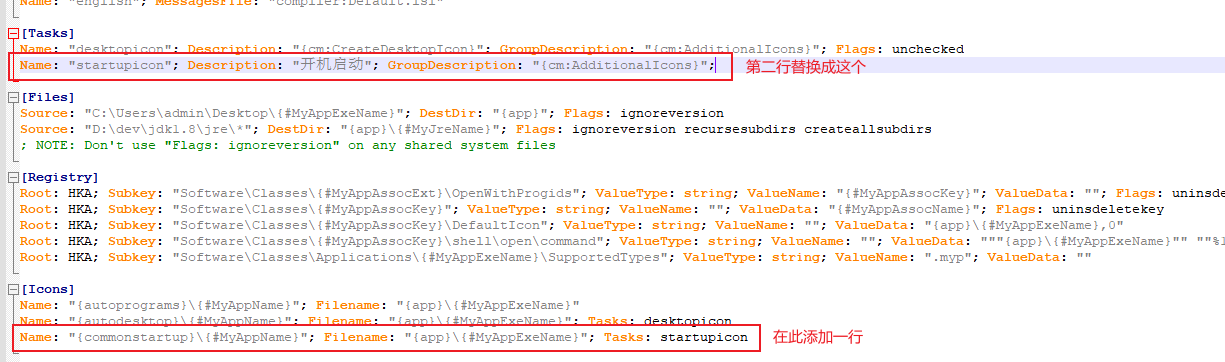 Name: "english"; MessagesFile: "compiler:Default.isl"
[Tasks]
Name: "desktopicon"; Description: "{cm:CreateDesktopIcon}"; GroupDescription: "{cm:AdditionalIcons}"; Flags: unchecked
Name: "startupicon"; Description: "开机启动"; GroupDescription: "{cm:AdditionalIcons}"; 第二行替换成这个
[Files]
Source: "C:\Users\admin\Desktop\{#MyAppExeName}"; DestDir: "{app}"; Flags: ignoreversion
Source: "D:\dev\jdk1.8\jre\*"; DestDir: "{app}\{#MyJreName}"; Flags: ignoreversion recursesubdirs createallsubdirs
; NOTE: Don't use "Flags: ignoreversion" on any shared system files
[Registry]
Root: HKA; Subkey: "Software\Classes\{#MyAppAssocExt}\OpenWithProgids"; ValueType: string; ValueName: "{#MyAppAssocKey}"; ValueData: ""; Flags: uninsde
Root: HKA; Subkey: "Software\Classes\{#MyAppAssocKey}"; ValueType: string; ValueName: ""; ValueData: "{#MyAppAssocName}"; Flags: uninsdeletekey
Root: HKA; Subkey: "Software\Classes\{#MyAppAssocKey}\DefaultIcon"; ValueType: string; ValueName: ""; ValueData: "{app}\{#MyAppExeName},0"
Root: HKA; Subkey: "Software\Classes\{#MyAppAssocKey}\shell\open\command"; ValueType: string; ValueName: ""; ValueData: """{app}\{#MyAppExeName}"" ""%1
Root: HKA; Subkey: "Software\Classes\Applications\{#MyAppExeName}\SupportedTypes"; ValueType: string; ValueName: ".myp"; ValueData: ""
[Icons]
Name: "{autoprograms}\{#MyAppName}"; Filename: "{app}\{#MyAppExeName}"
Name: "{autodesktop}\{#MyAppName}"; Filename: "{app}\{#MyAppExeName}"; Tasks: desktopicon
Name: "{commonstartup}\{#MyAppName}"; Filename: "{app}\{#MyAppExeName}"; Tasks: startupicon 在此添加一行